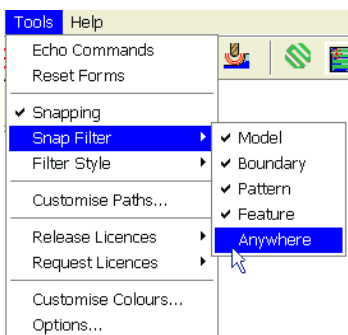 Tools Help
Echo Commands
Reset Forms
Snapping
Snap Filter
Filter Style
Customise Paths...
Release Licences
Request Licences
Customise Colours...
Options...
Model
Boundary
Pattern
Feature
Anywhere